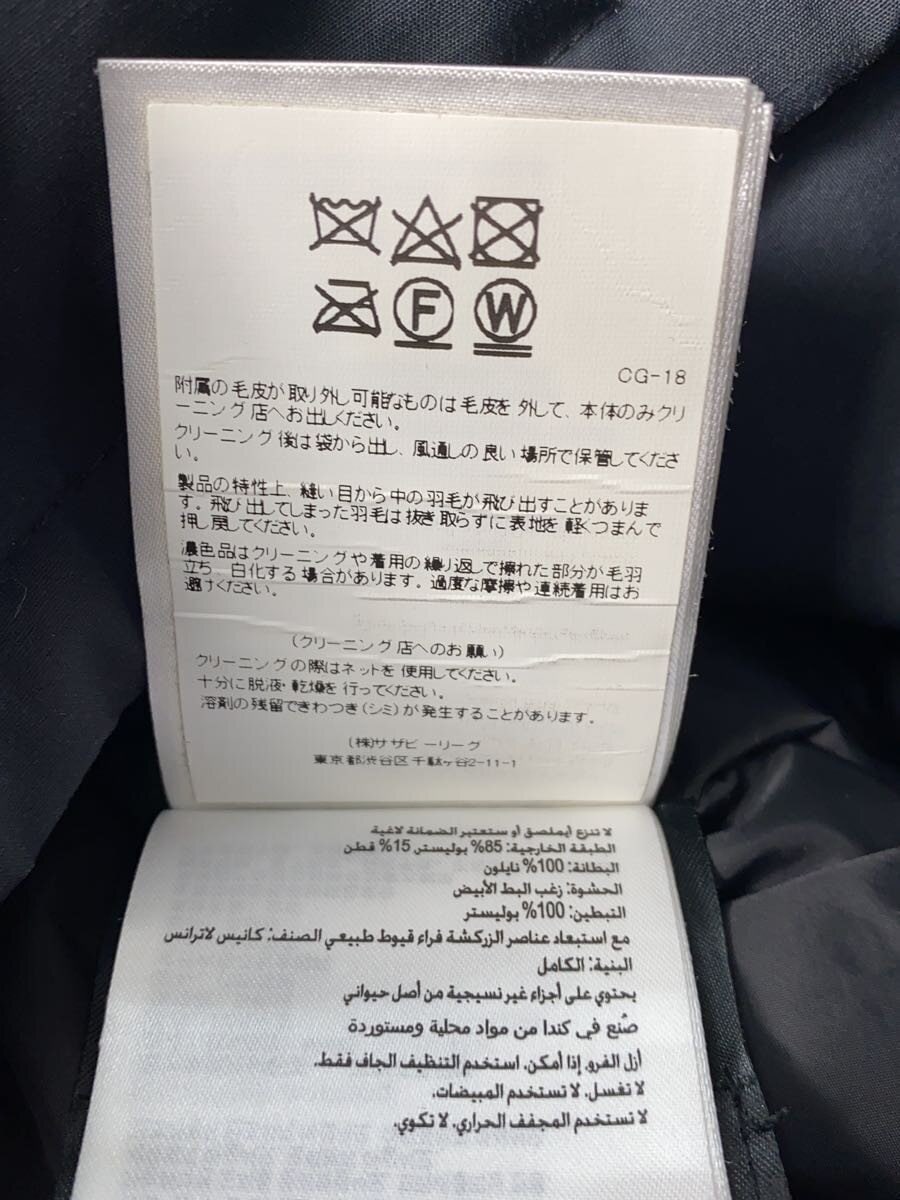 F W
CG-18
附属の毛皮が取り外し可能なものは毛皮を外して、本体のみクリ
ーニング店へお出しください。
クリーニング後は袋から出し、風通しの良い場所で保管してくださ
い。
製品の特性上、縫い目から中の羽毛が飛び出すことがありま
す。飛び出してしまった羽毛は抜き取らずに表地を軽くつまんで
押し戻してください。
濃色品はクリーニングや着用の繰り返しで擦れた部分が毛羽
立ち、白化する場合があります。過度な摩擦や連続着用はお
避けください。
(クリーニング店へのお願い)
クリーニングの際はネットを使用してください。
十分に脱液・乾燥を行ってください。
溶剤の残留できわつき(シミ)が発生することがあります。
(株)サザビーリーグ
東京都渋谷区千駄ヶ谷2-11-1
لا تنزع أيملصق أو ستعتبر الضمانة لاغية
الطبقة الخارجية: 85% بوليستر 15% قطن
البطانة: 100% نايلون
الحشوة: زغب البط الأبيض
التبطين: 100% بوليستر
مع استبعاد عناصر الزركشة فراء قيوط طبيعي الصنف: كانيس لاترانس
البنية: الكامل
يحتوي على أجزاء غير نسيجية من أصل حيواني
صُنع في كندا من مواد محلية ومستوردة
أزل الفرو. إذا أمكن. استخدم التنظيف الجاف فقط.
لا تغسل. لا تستخدم المبيضات.
لا تستخدم المجفف الحراري. لا تكوي.